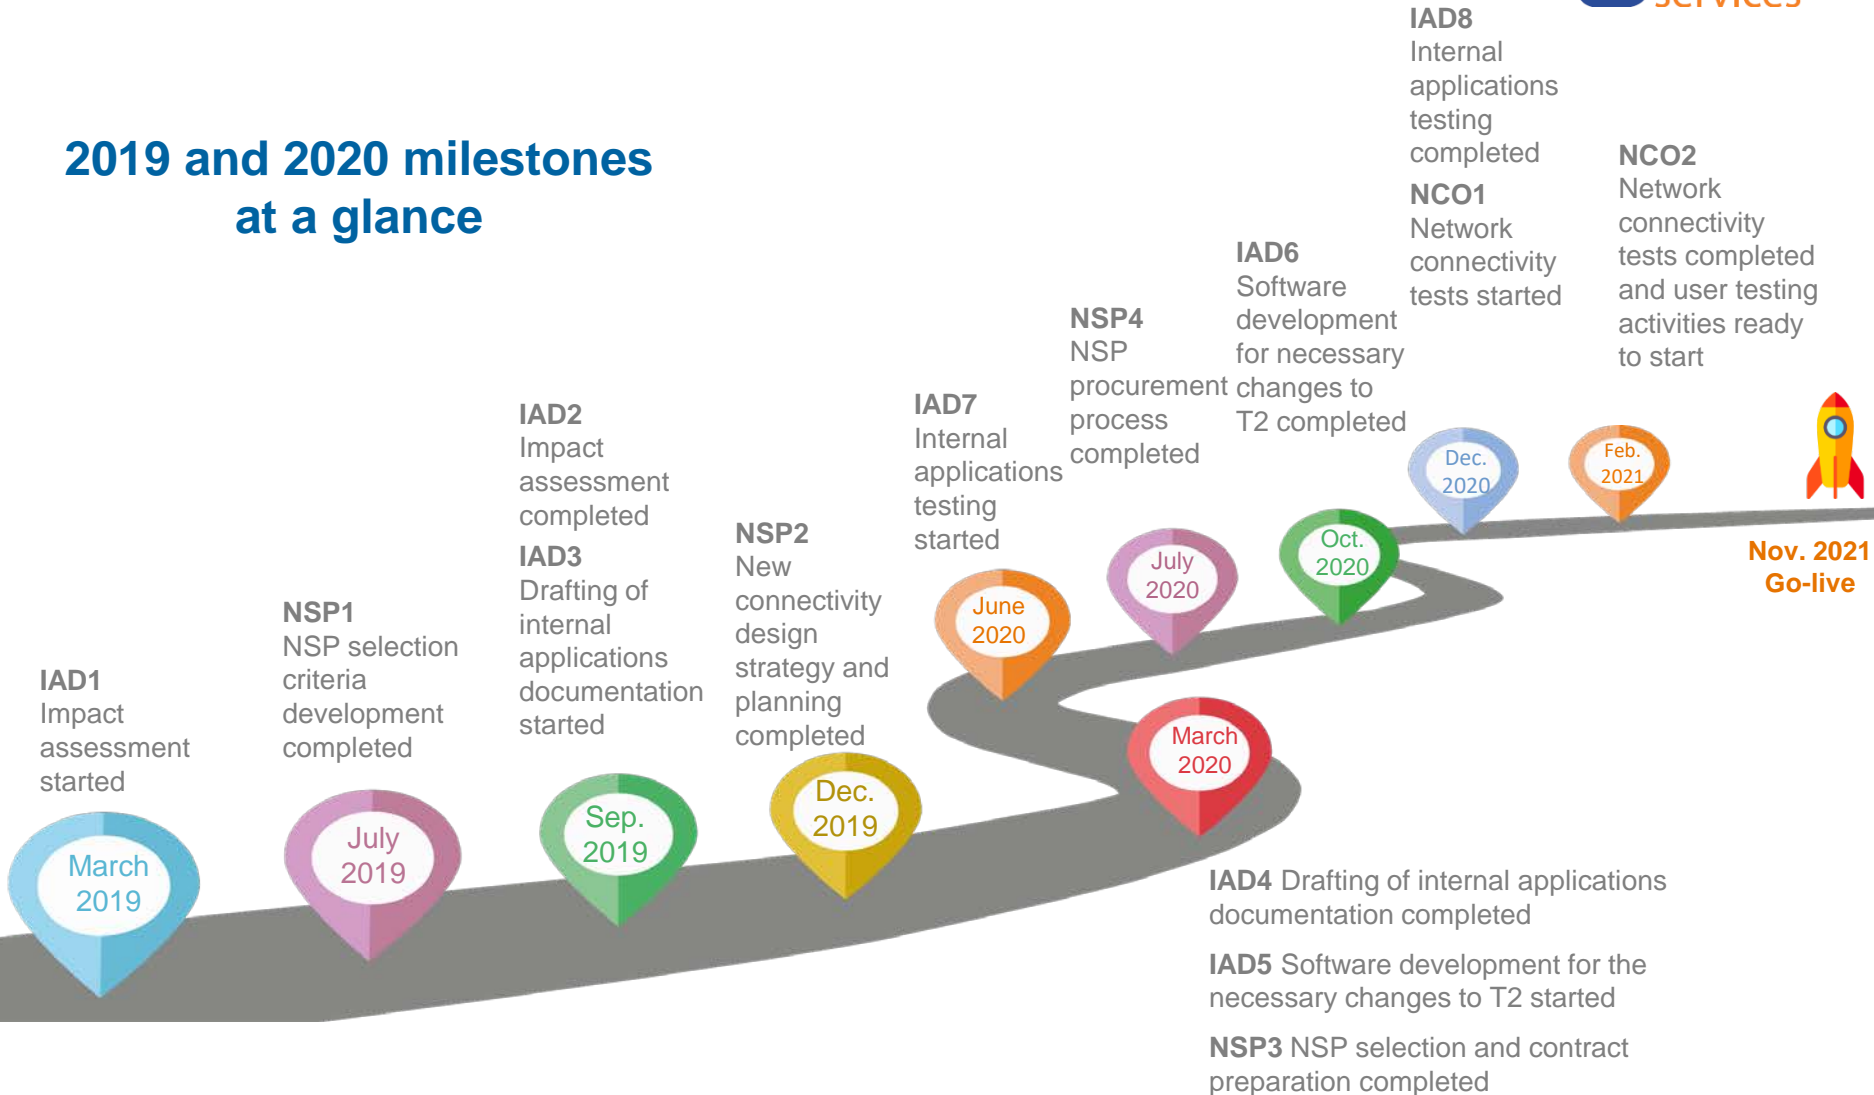 services
2019 and 2020 milestones
at a glance
IAD1
Impact
assessment
started
March
2019
NSP1
NSP selection
criteria
development
completed
July
2019
IAD2
Impact
assessment
completed
IAD3
Drafting of
internal
applications
documentation
started
Sep.
2019
NSP2
New
connectivity
design
strategy and
planning
completed
Dec.
2019
March
2020
IAD4 Drafting of internal applications
documentation completed
IAD5 Software development for the
necessary changes to T2 started
NSP3 NSP selection and contract
preparation completed
IAD7
Internal
applications
testing
started
June
2020
NSP4
NSP
procurement
process
completed
July
2020
IAD6
Software
development
for necessary
changes to
T2 completed
Oct.
2020
IAD8
Internal
applications
testing
completed
NCO1
Network
connectivity
tests started
Dec.
2020
NCO2
Network
connectivity
tests completed
and user testing
activities ready
to start
Feb.
2021
Nov. 2021
Go-live